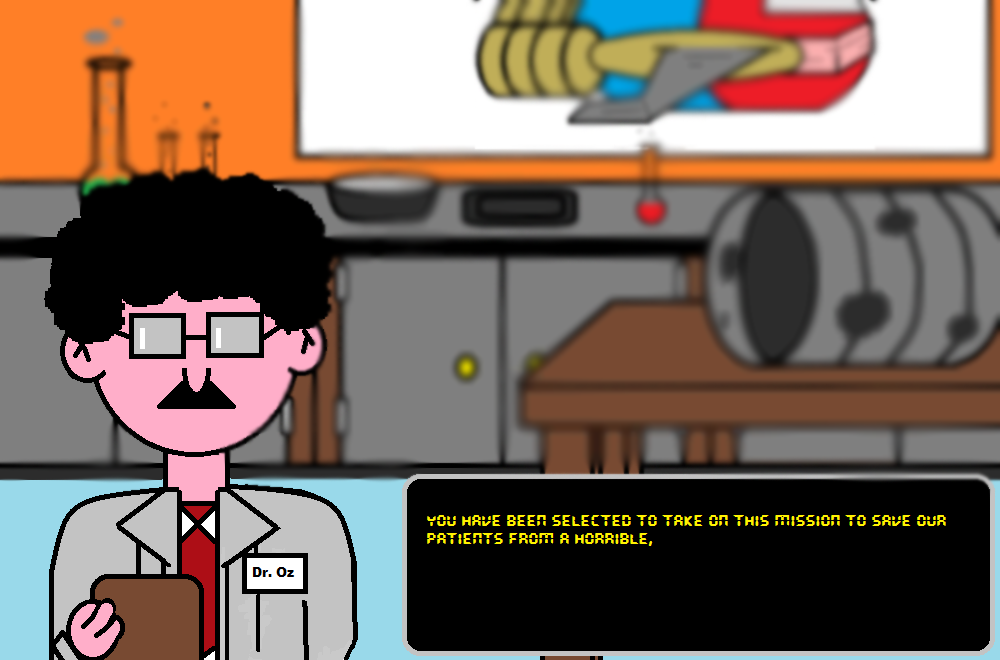 Dr. Oz
YOU HAVE BEEN SELECTED TO TAKE ON THIS MISSION TO SAVE OUR
PATIENTS FROM A HORRIBLE,